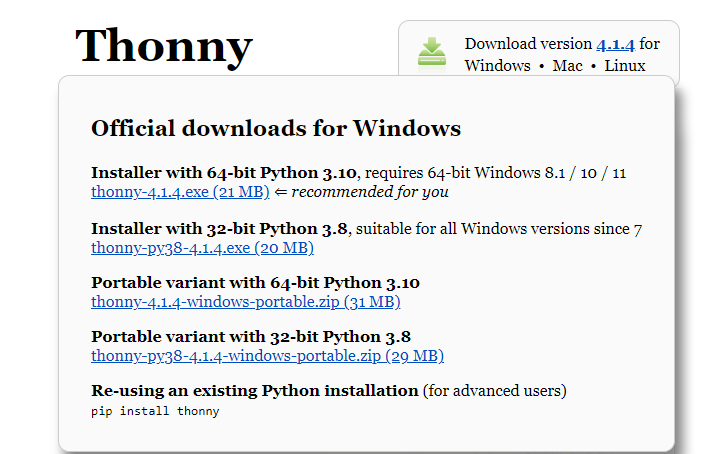 Thonny
Download version 4.1.4 for
Windows • Mac • Linux
Official downloads for Windows
Installer with 64-bit Python 3.10, requires 64-bit Windows 8.1 / 10 / 11
thonny-4.1.4.exe (21 MB) ⇐ recommended for you
Installer with 32-bit Python 3.8, suitable for all Windows versions since 7
thonny-py38-4.1.4.exe (20 MB)
Portable variant with 64-bit Python 3.10
thonny-4.1.4-windows-portable.zip (31 MB)
Portable variant with 32-bit Python 3.8
thonny-py38-4.1.4-windows-portable.zip (29 MB)
Re-using an existing Python installation (for advanced users)
pip install thonny